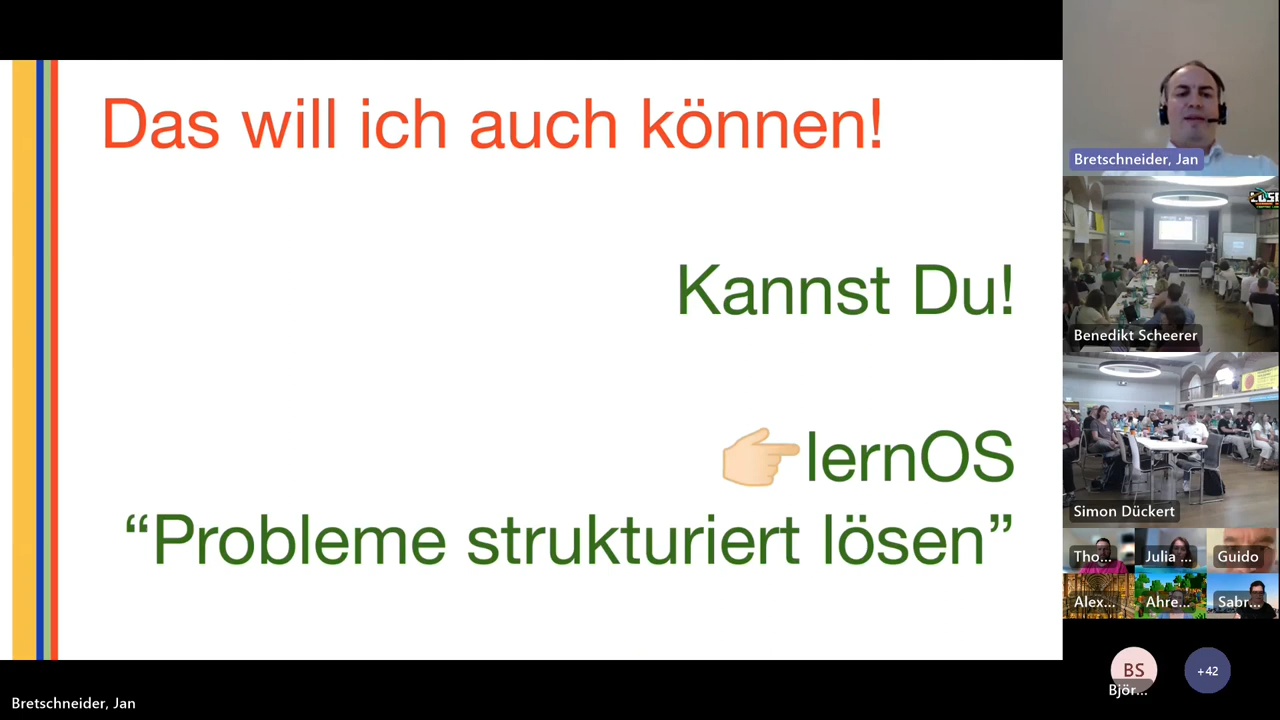 Das will ich auch können!
Kannst Du!
👉🏻lernOS
“Probleme strukturiert lösen”
Bretschneider, Jan
Bretschneider, Jan
Benedikt Scheerer
Simon Dückert
Tho...
Julia ...
Guido
Alex...
Ahre...
Sabr...
BS
Björ...
+42